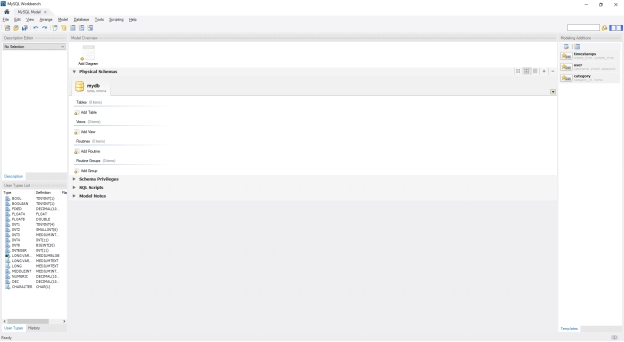 MySQL Workbench
MySQL Model ×
File Edit View Arrange Model Database Tools Scripting Help
Description Editor
No Selection
Description
User Types List
Type Definition Fla
BOOL TINYINT(1)
BOOLEAN TINYINT(1)
FIXED DECIMAL(10...
FLOAT4 FLOAT
FLOAT8 DOUBLE
INT1 TINYINT(4)
INT2 SMALLINT(6)
INT3 MEDIUMINT...
INT4 INT(11)
INT8 BIGINT(20)
INTEGER INT(11)
LONG VAR... MEDIUMBLOB
LONG VAR... MEDIUMTEXT
LONG MEDIUMTEXT
MIDDLEINT MEDIUMINT...
NUMERIC DECIMAL(10...
DEC DECIMAL(10...
CHARACTER CHAR(1)
User Types History
Ready
Model Overview
Add Diagram
Physical Schemas
mydb
MySQL Schema
Tables (0 items)
Add Table
Views (0 items)
Add View
Routines (0 items)
Add Routine
Routine Groups (0 items)
Add Group
Schema Privileges
SQL Scripts
Model Notes
Modeling Additions
timestamps
user
category
Templates